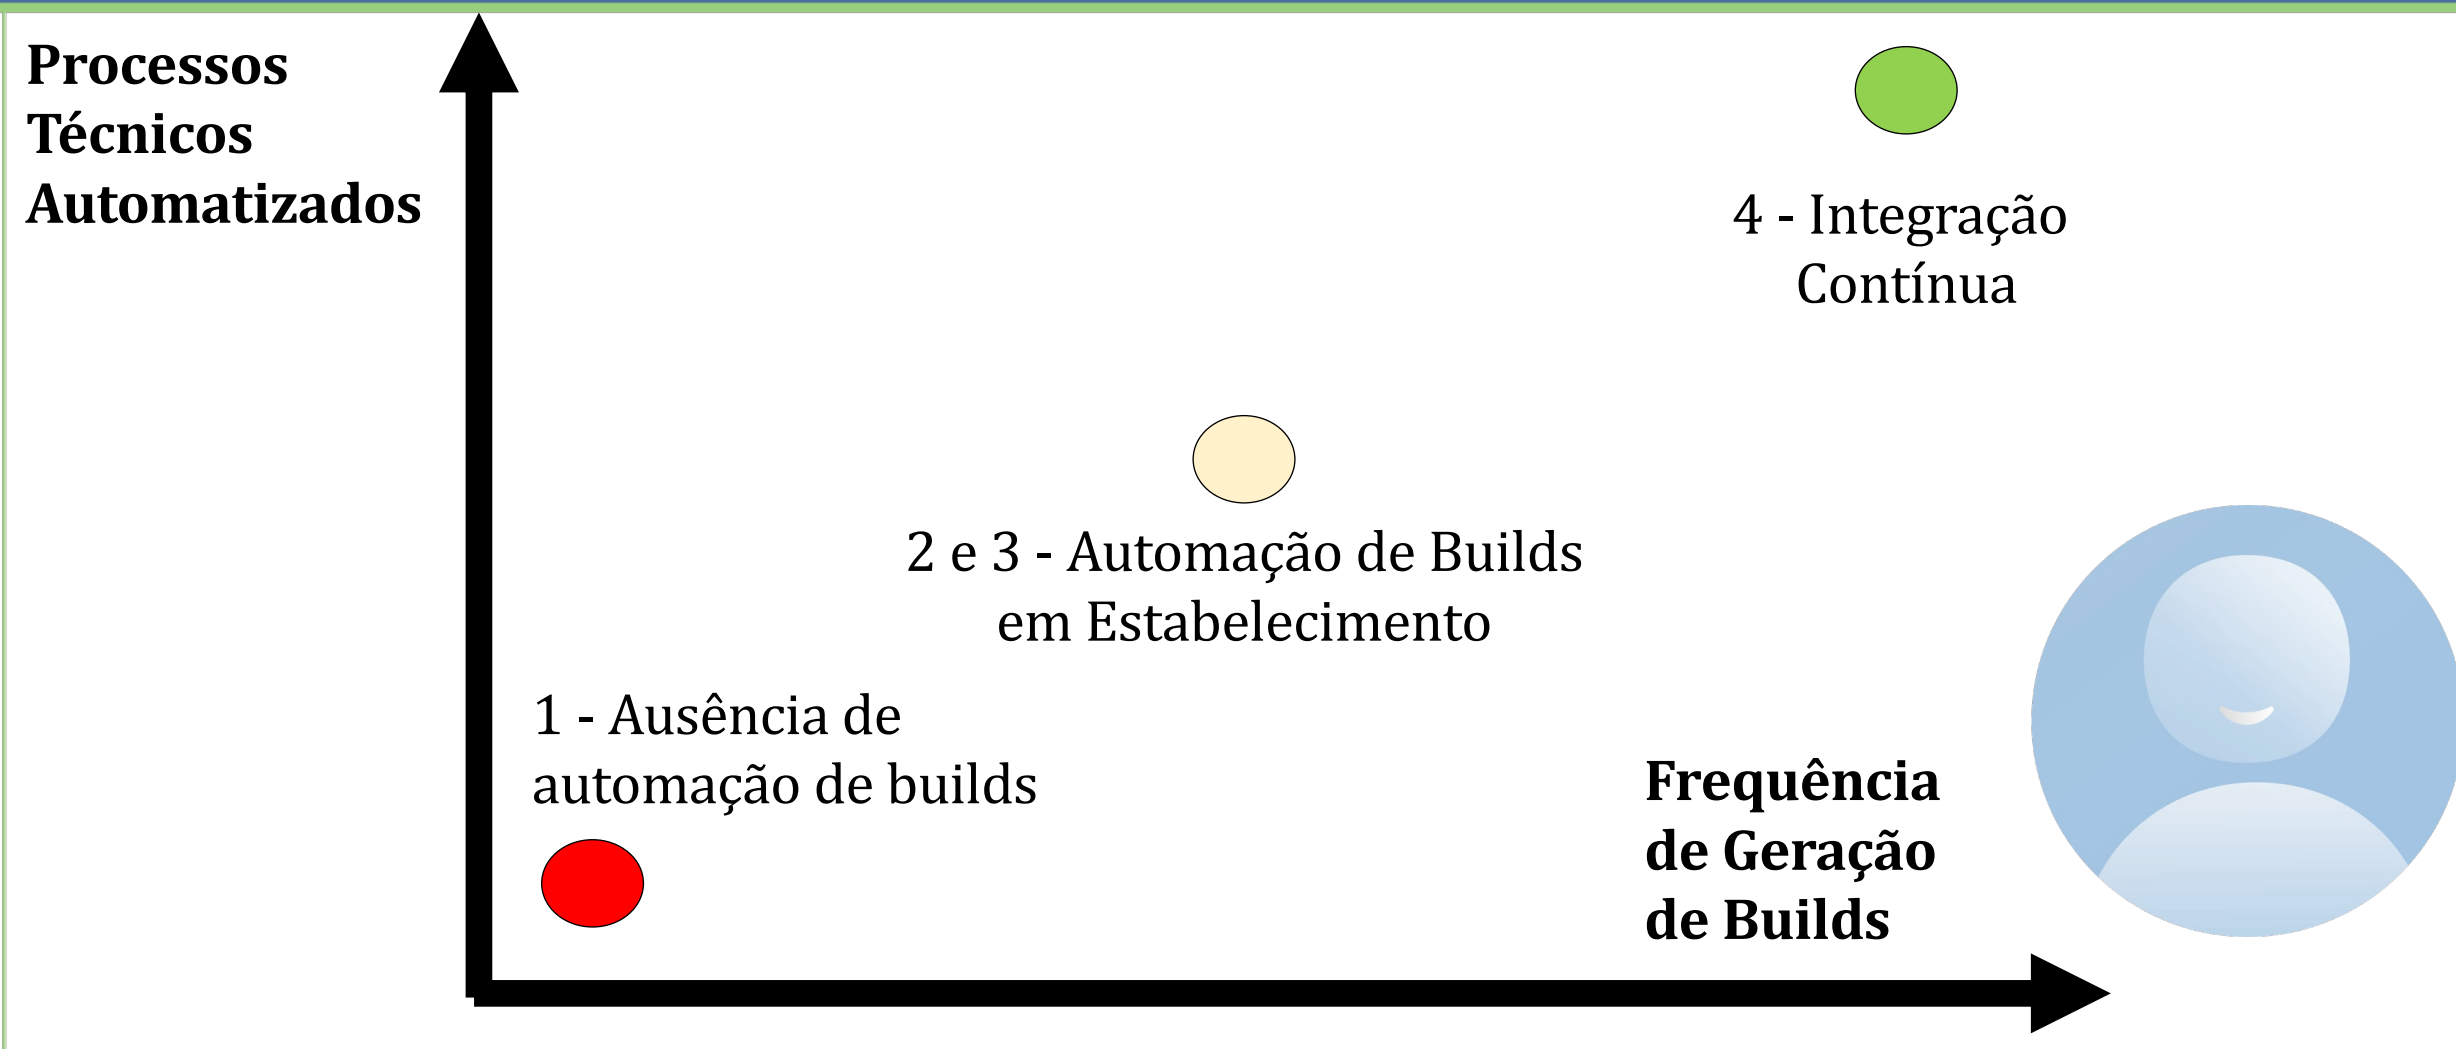 Processos
Técnicos
Automatizados
4 - Integração
Contínua
2 e 3 - Automação de Builds
em Estabelecimento
1 - Ausência de
automação de builds
Frequência
de Geração
de Builds